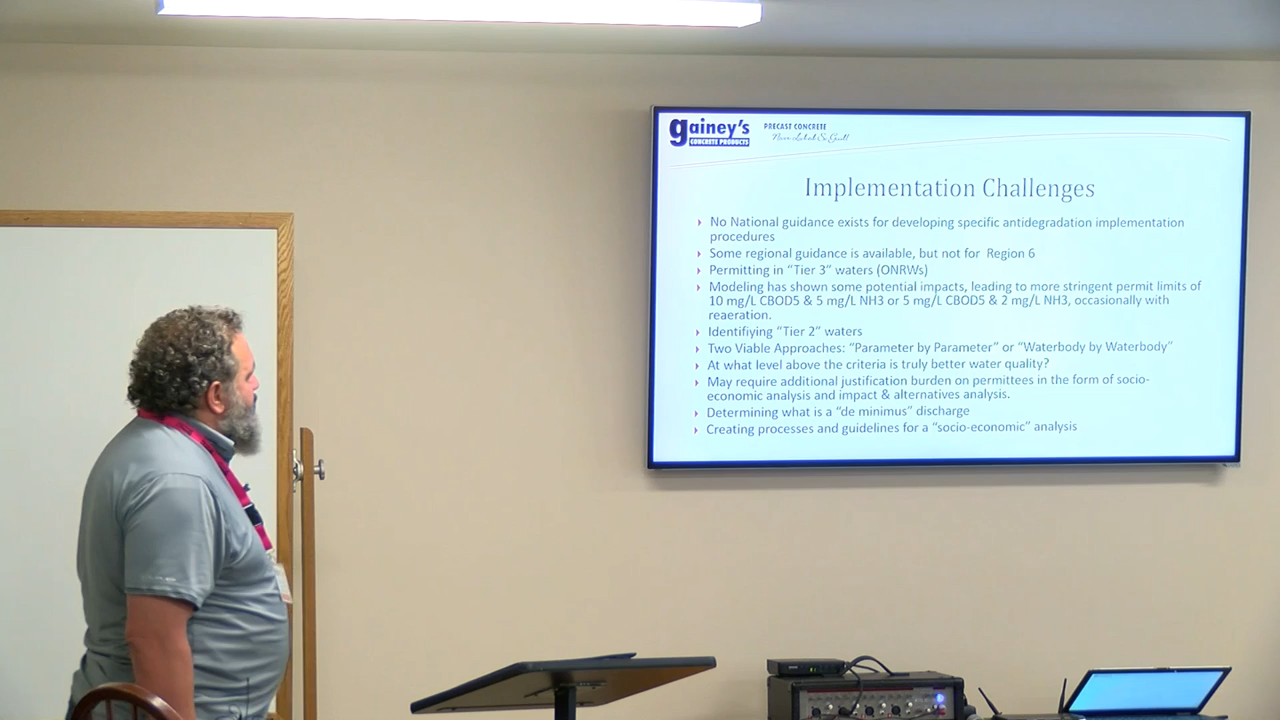 gainey's
CONCRETE PRODUCTS
PRECAST CONCRETE
Implementation Challenges
No National guidance exists for developing specific antidegradation implementation
procedures
Some regional guidance is available, but not for Region 6
Permitting in “Tier 3” waters (ONRWs)
Modeling has shown some potential impacts, leading to more stringent permit limits of
10 mg/L CBOD5 & 5 mg/L NH3 or 5 mg/L CBOD5 & 2 mg/L NH3, occasionally with
reaeration.
Identifiying “Tier 2” waters
Two Viable Approaches: “Parameter by Parameter” or “Waterbody by Waterbody”
At what level above the criteria is truly better water quality?
May require additional justification burden on permittees in the form of socio-
economic analysis and impact & alternatives analysis.
Determining what is a “de minimus” discharge
Creating processes and guidelines for a “socio-economic” analysis